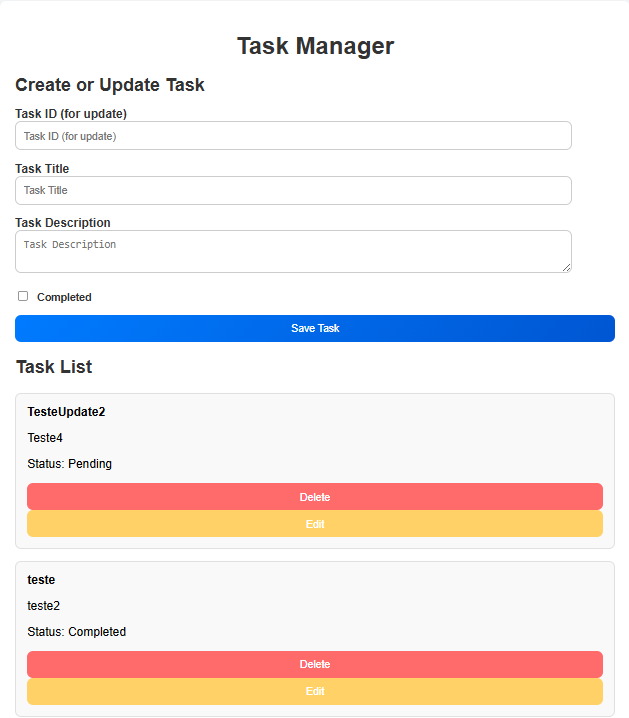 Task Manager
Create or Update Task
Task ID (for update)
Task ID (for update)
Task Title
Task Title
Task Description
Task Description
Completed
Save Task
Task List
TesteUpdate2
Teste4
Status: Pending
Delete
Edit
teste
teste2
Status: Completed
Delete
Edit